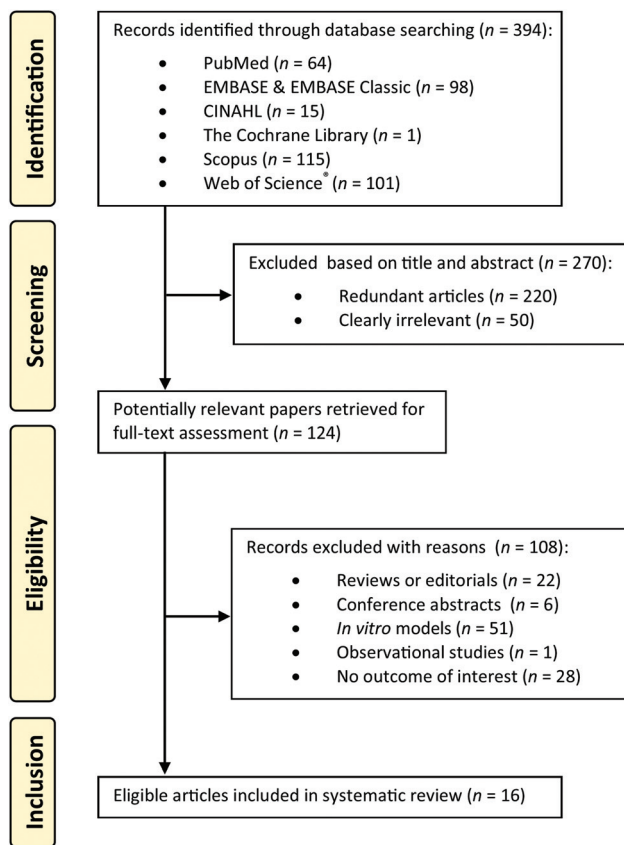 Identification
Records identified through database searching (n = 394):
• PubMed (n = 64)
• EMBASE & EMBASE Classic (n = 98)
• CINAHL (n = 15)
• The Cochrane Library (n = 1)
• Scopus (n = 115)
• Web of Science® (n = 101)
Screening
Excluded based on title and abstract (n = 270):
• Redundant articles (n = 220)
• Clearly irrelevant (n = 50)
Potentially relevant papers retrieved for
full-text assessment (n = 124)
Eligibility
Records excluded with reasons (n = 108):
• Reviews or editorials (n = 22)
• Conference abstracts (n = 6)
• In vitro models (n = 51)
• Observational studies (n = 1)
• No outcome of interest (n = 28)
Inclusion
Eligible articles included in systematic review (n = 16)